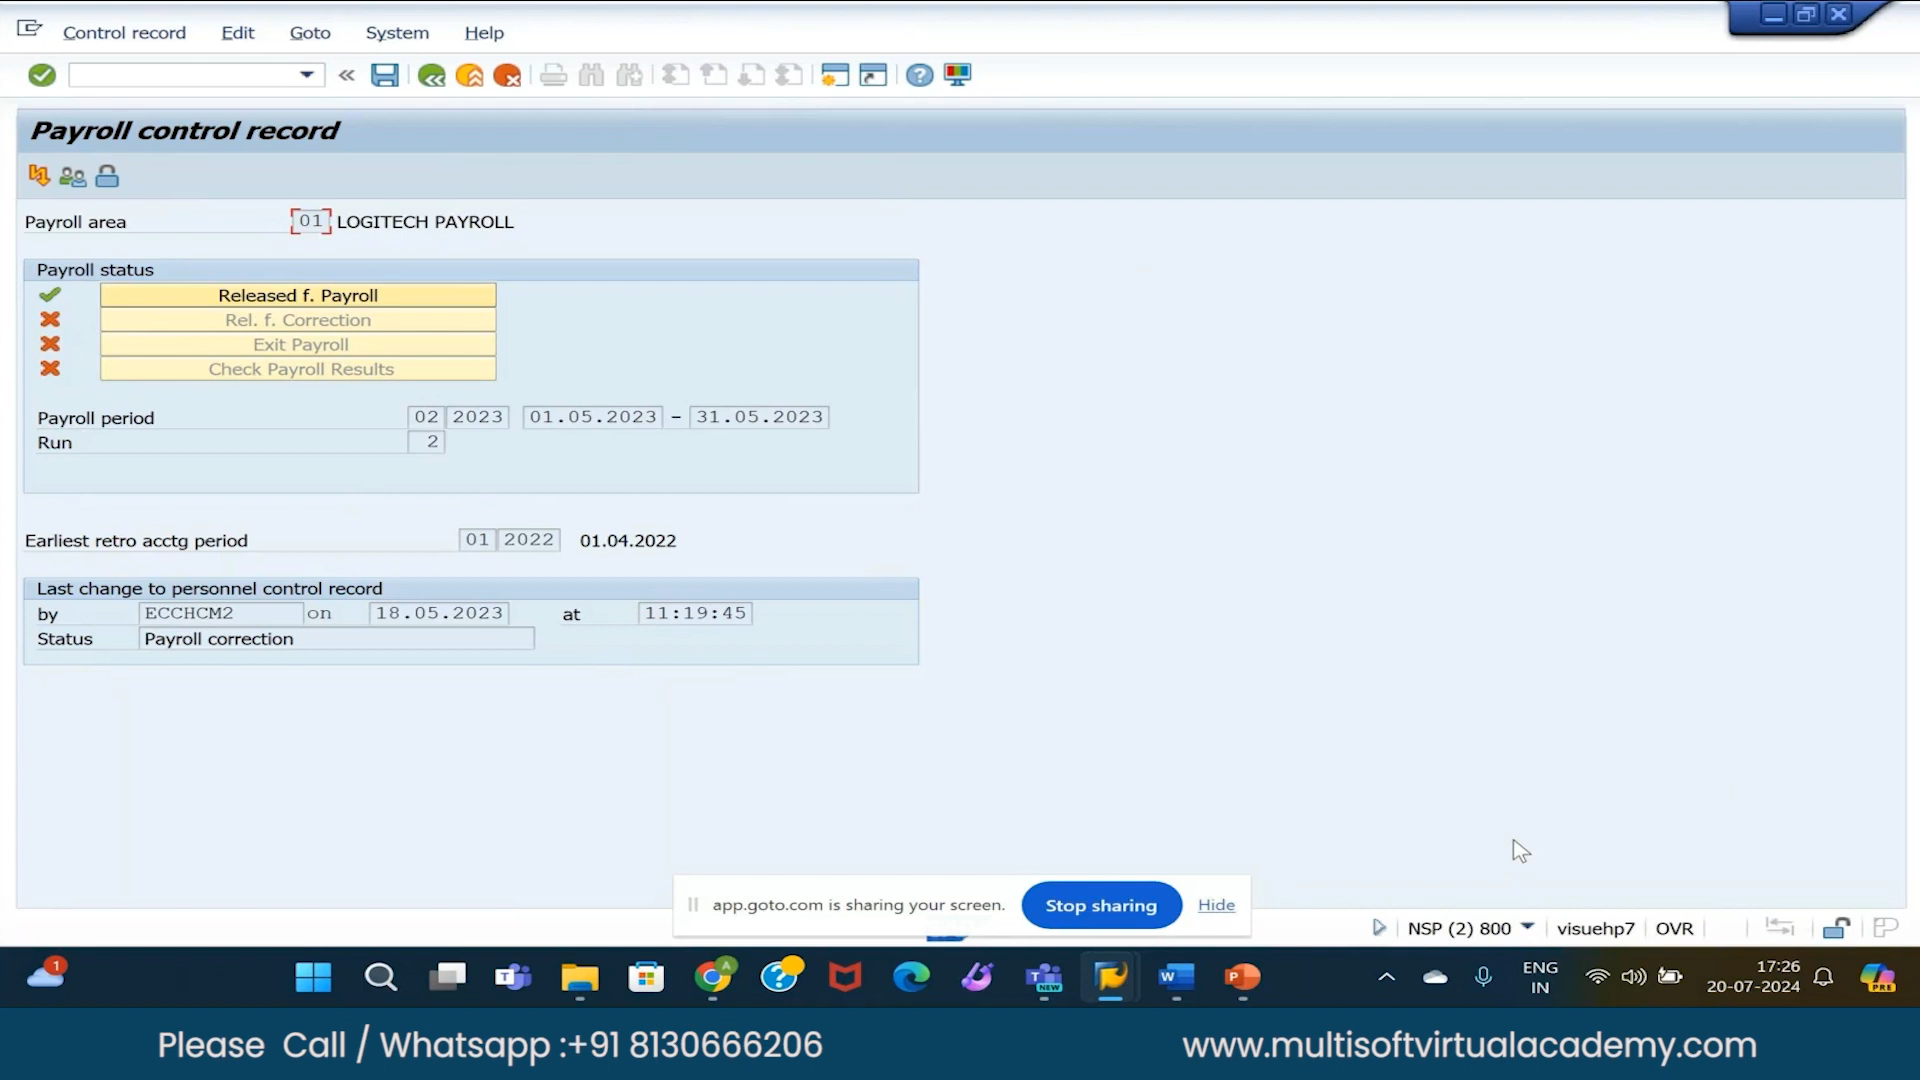 Control record Edit Goto System Help
Payroll control record
Payroll area 01 LOGITECH PAYROLL
Payroll status
Released f. Payroll
Rel. f. Correction
Exit Payroll
Check Payroll Results
Payroll period 02 2023 01.05.2023 - 31.05.2023
Run 2
Earliest retro acctg period 01 2022 01.04.2022
Last change to personnel control record
by ECCHCM2 on 18.05.2023 at 11:19:45
Status Payroll correction
app.goto.com is sharing your screen. Stop sharing Hide
NSP (2) 800 visuehp7 OVR
1
NEW
ENG
IN
17:26
20-07-2024
PRE
Please Call / Whatsapp :+91 8130666206
www.multisoftvirtualacademy.com